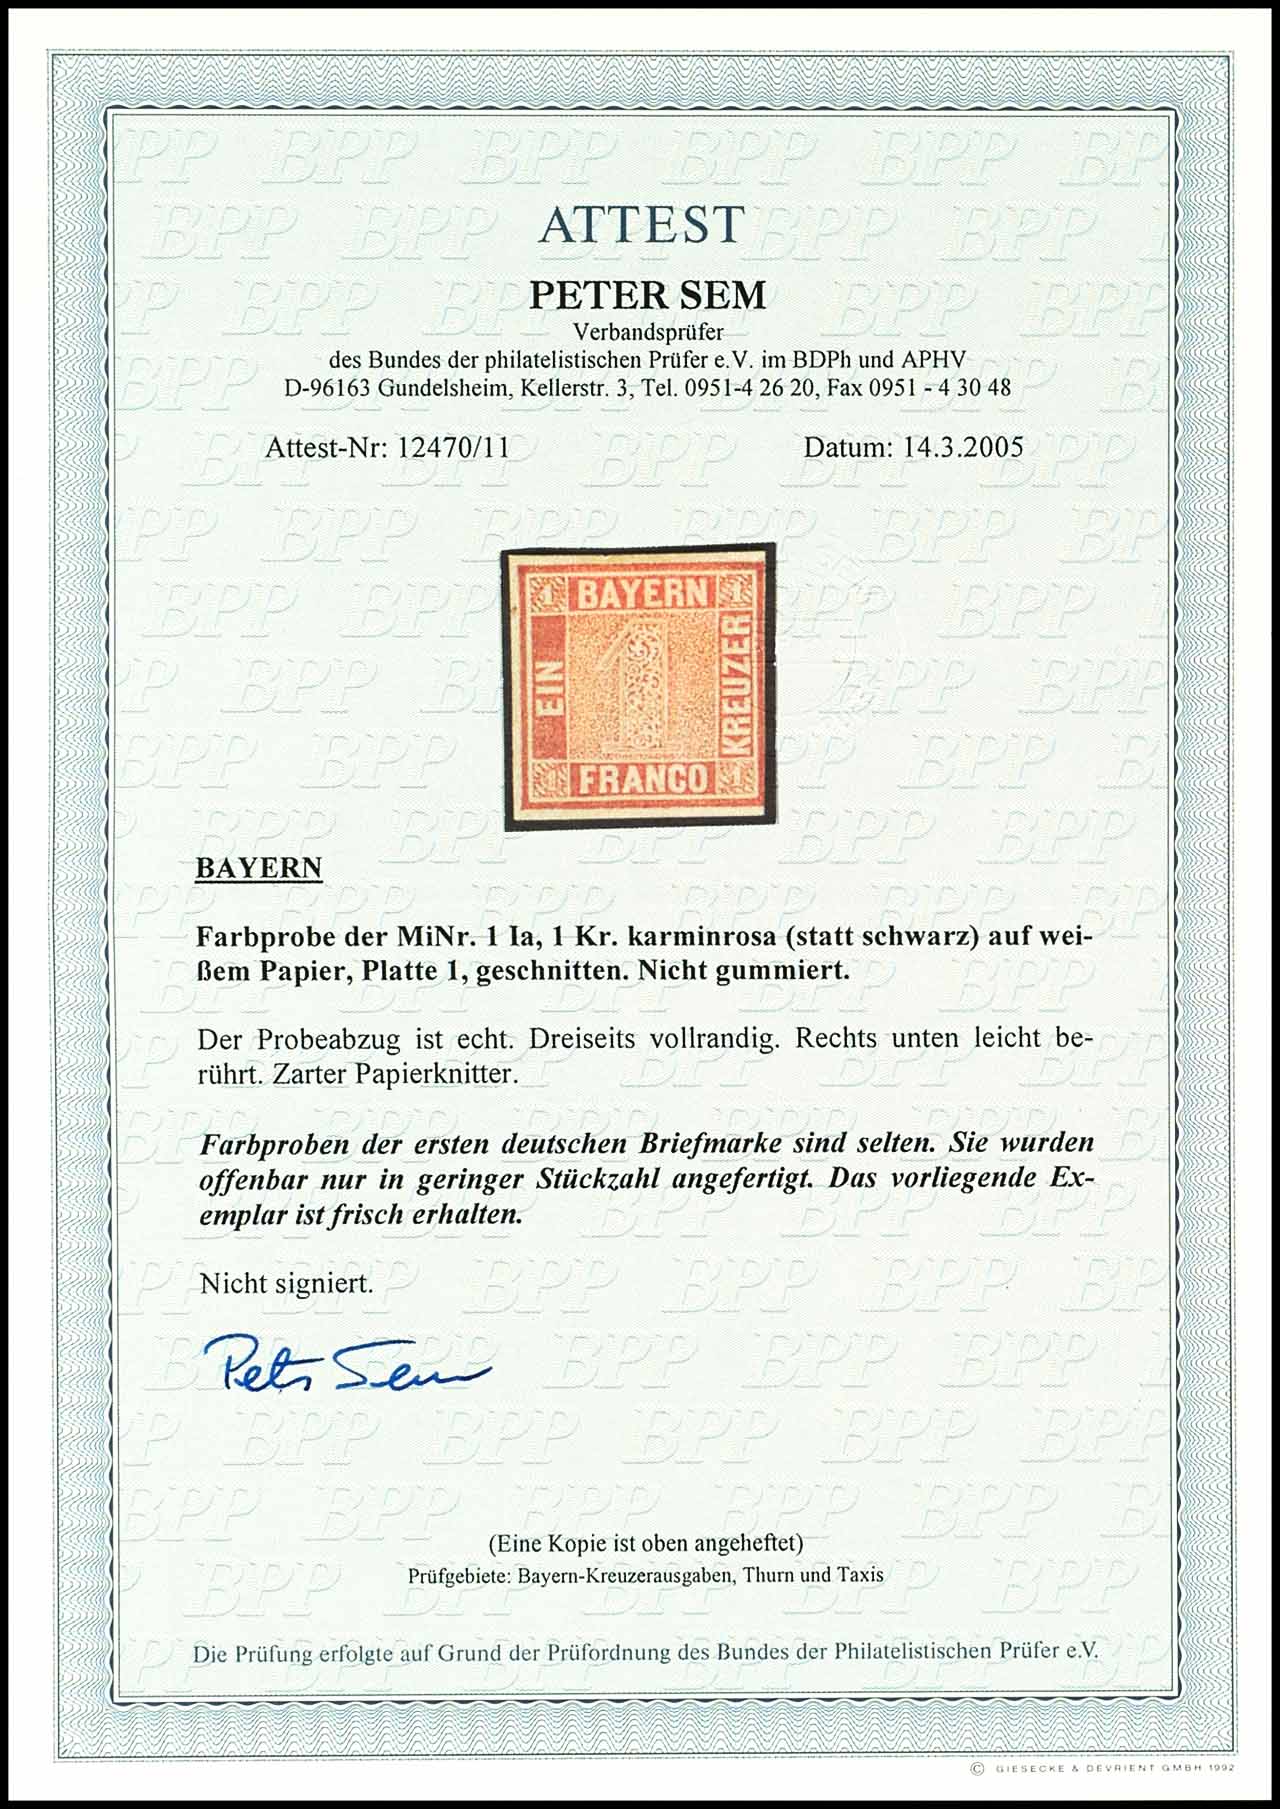 ATTEST
PETER SEM
Verbandsprüfer
des Bundes der philatelistischen Prüfer e.V. im BDPh und APHV
D-96163 Gundelsheim, Kellerstr. 3, Tel. 0951-4 26 20, Fax 0951 - 4 30 48
Attest-Nr: 12470/11 Datum: 14.3.2005
1 BAYERN 1
EIN 1 KREUZER
1 FRANCO 1
BAYERN
Farbprobe der MiNr. 1 Ia, 1 Kr. karminrosa (statt schwarz) auf wei-
ßem Papier, Platte 1, geschnitten. Nicht gummiert.
Der Probeabzug ist echt. Dreiseits vollrandig. Rechts unten leicht be-
rührt. Zarter Papierknitter.
Farbproben der ersten deutschen Briefmarke sind selten. Sie wurden
offenbar nur in geringer Stückzahl angefertigt. Das vorliegende Ex-
emplar ist frisch erhalten.
Nicht signiert.
Peter Sem
(Eine Kopie ist oben angeheftet)
Prüfgebiete: Bayern-Kreuzerausgaben, Thurn und Taxis
Die Prüfung erfolgte auf Grund der Prüfordnung des Bundes der Philatelistischen Prüfer e.V.
© GIESECKE & DEVRIENT GMBH 1992